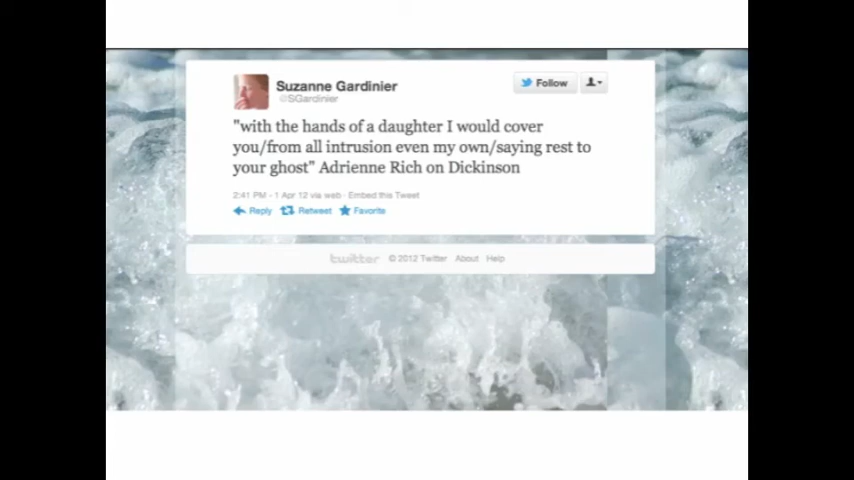 Suzanne Gardinier
@SGardinier
Follow
"with the hands of a daughter I would cover
you/from all intrusion even my own/saying rest to
your ghost" Adrienne Rich on Dickinson
2:41 PM - 1 Apr 12 via web · Embed this Tweet
Reply Retweet Favorite
twitter © 2012 Twitter About Help